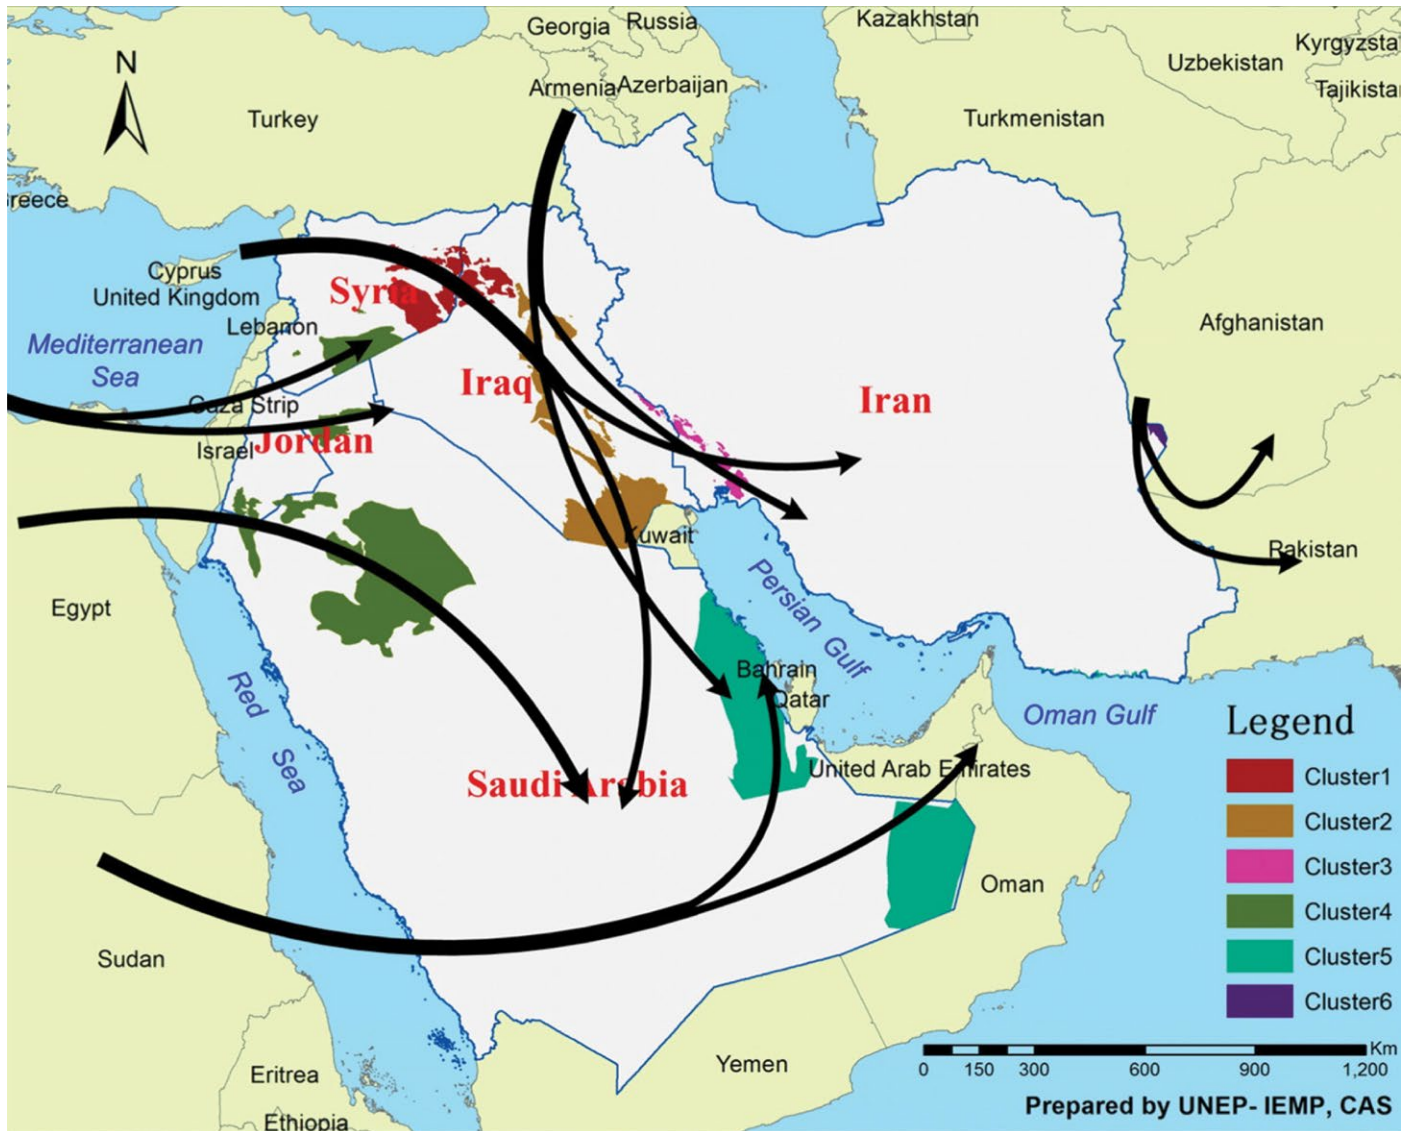 Georgia
Russia
Kazakhstan
Kyrgyzsta
Uzbekistan
N
Armenia
Azerbaijan
Tajikista
Turkey
Turkmenistan
reece
Cyprus
United Kingdom
Syria
Lebanon
Afghanistan
Mediterranean
Sea
Iraq
Iran
Gaza Strip
Israel
Jordan
Kuwait
Pakistan
Egypt
Persian Gulf
Bahrain
Qatar
Red
Sea
Oman Gulf
Legend
Saudi Arabia
United Arab Emirates
Cluster1
Cluster2
Cluster3
Oman
Cluster4
Sudan
Cluster5
Cluster6
Yemen
Km
0 150 300 600 900 1,200
Eritrea
Prepared by UNEP- IEMP, CAS
Ethiopia